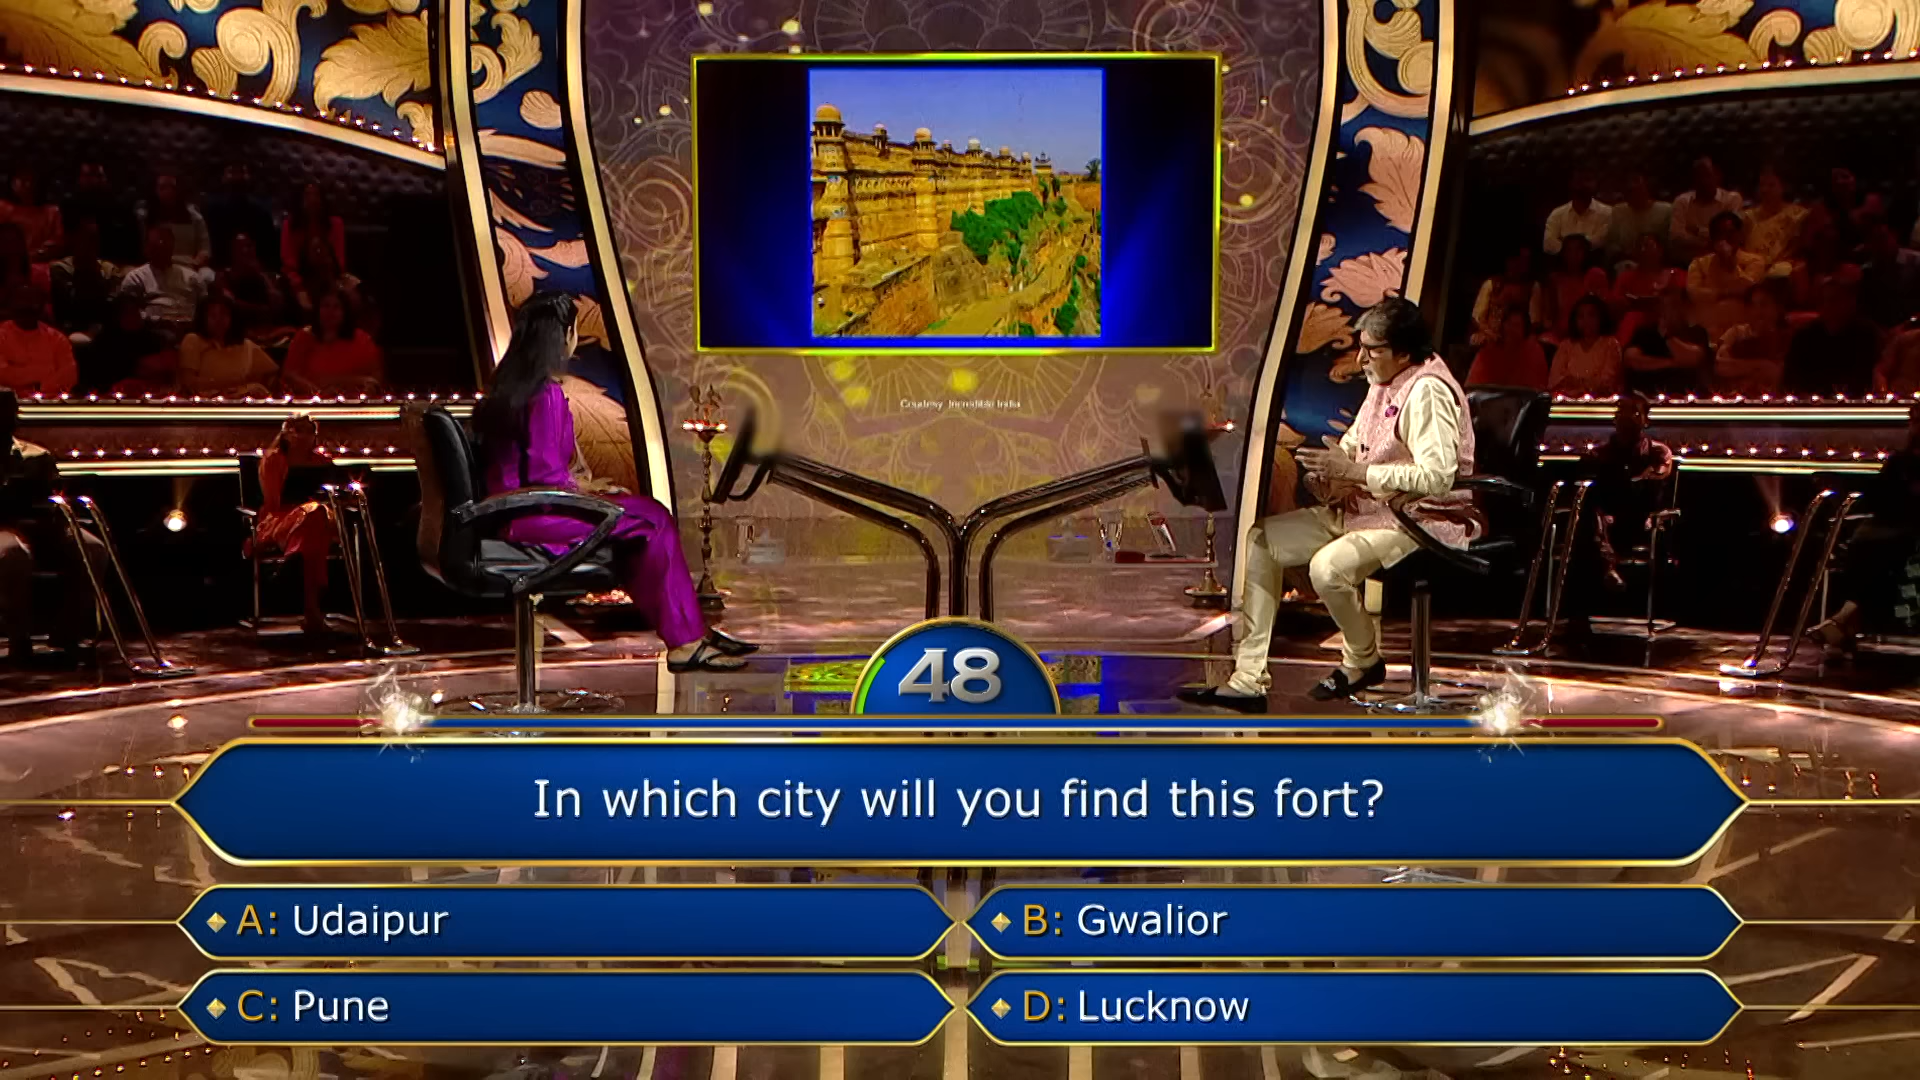 Courtesy: Incredible India
48
In which city will you find this fort?
A: Udaipur
B: Gwalior
C: Pune
D: Lucknow